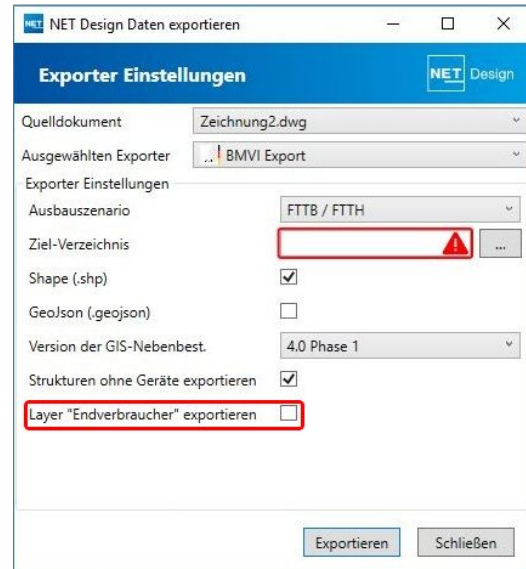 NET NET Design Daten exportieren
Exporter Einstellungen
NET Design
Quelldokument Zeichnung2.dwg
Ausgewählten Exporter BMVI Export
Exporter Einstellungen
Ausbauszenario FTTB / FTTH
Ziel-Verzeichnis ...
Shape (.shp)
GeoJson (.geojson)
Version der GIS-Nebenbest. 4.0 Phase 1
Strukturen ohne Geräte exportieren
Layer "Endverbraucher" exportieren
Exportieren Schließen